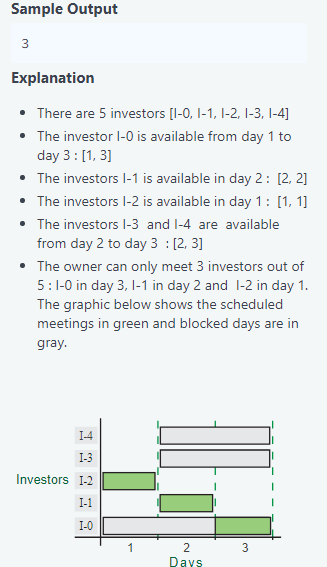 Sample Output
3
Explanation
• There are 5 investors [I-0, I-1, I-2, I-3, I-4]
• The investor I-0 is available from day 1 to
day 3 : [1, 3]
• The investors I-1 is available in day 2 :  [2, 2]
• The investors I-2 is available in day 1 :  [1, 1]
• The investors I-3  and I-4  are  available
from day 2 to day 3  : [2, 3]
• The owner can only meet 3 investors out of
5 : I-0 in day 3, I-1 in day 2 and  I-2 in day 1.
The graphic below shows the scheduled
meetings in green and blocked days are in
gray.
I-4
I-3
Investors I-2
I-1
I-0
1 2 3
Days